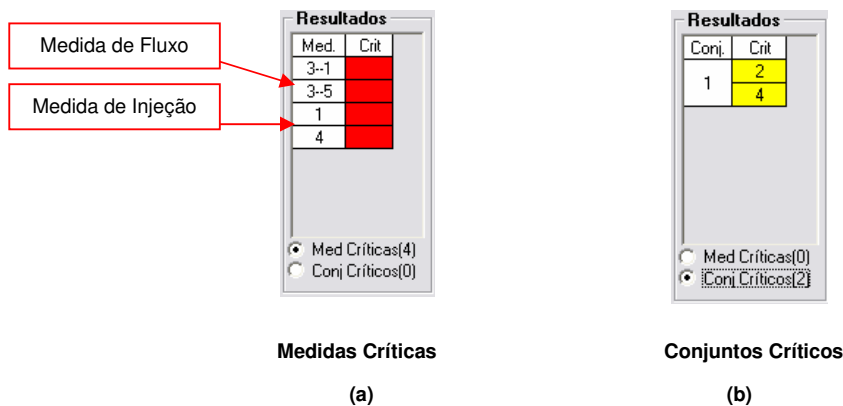 Medida de Fluxo
Medida de Injeção
Resultados
Med. Crit
3--1
3--5
1
4
Med Críticas(4)
Conj Críticos(0)
Medidas Críticas
(a)
Resultados
Conj. Crit
1
2
4
Med Críticas(0)
Conj Críticos(2)
Conjuntos Críticos
(b)